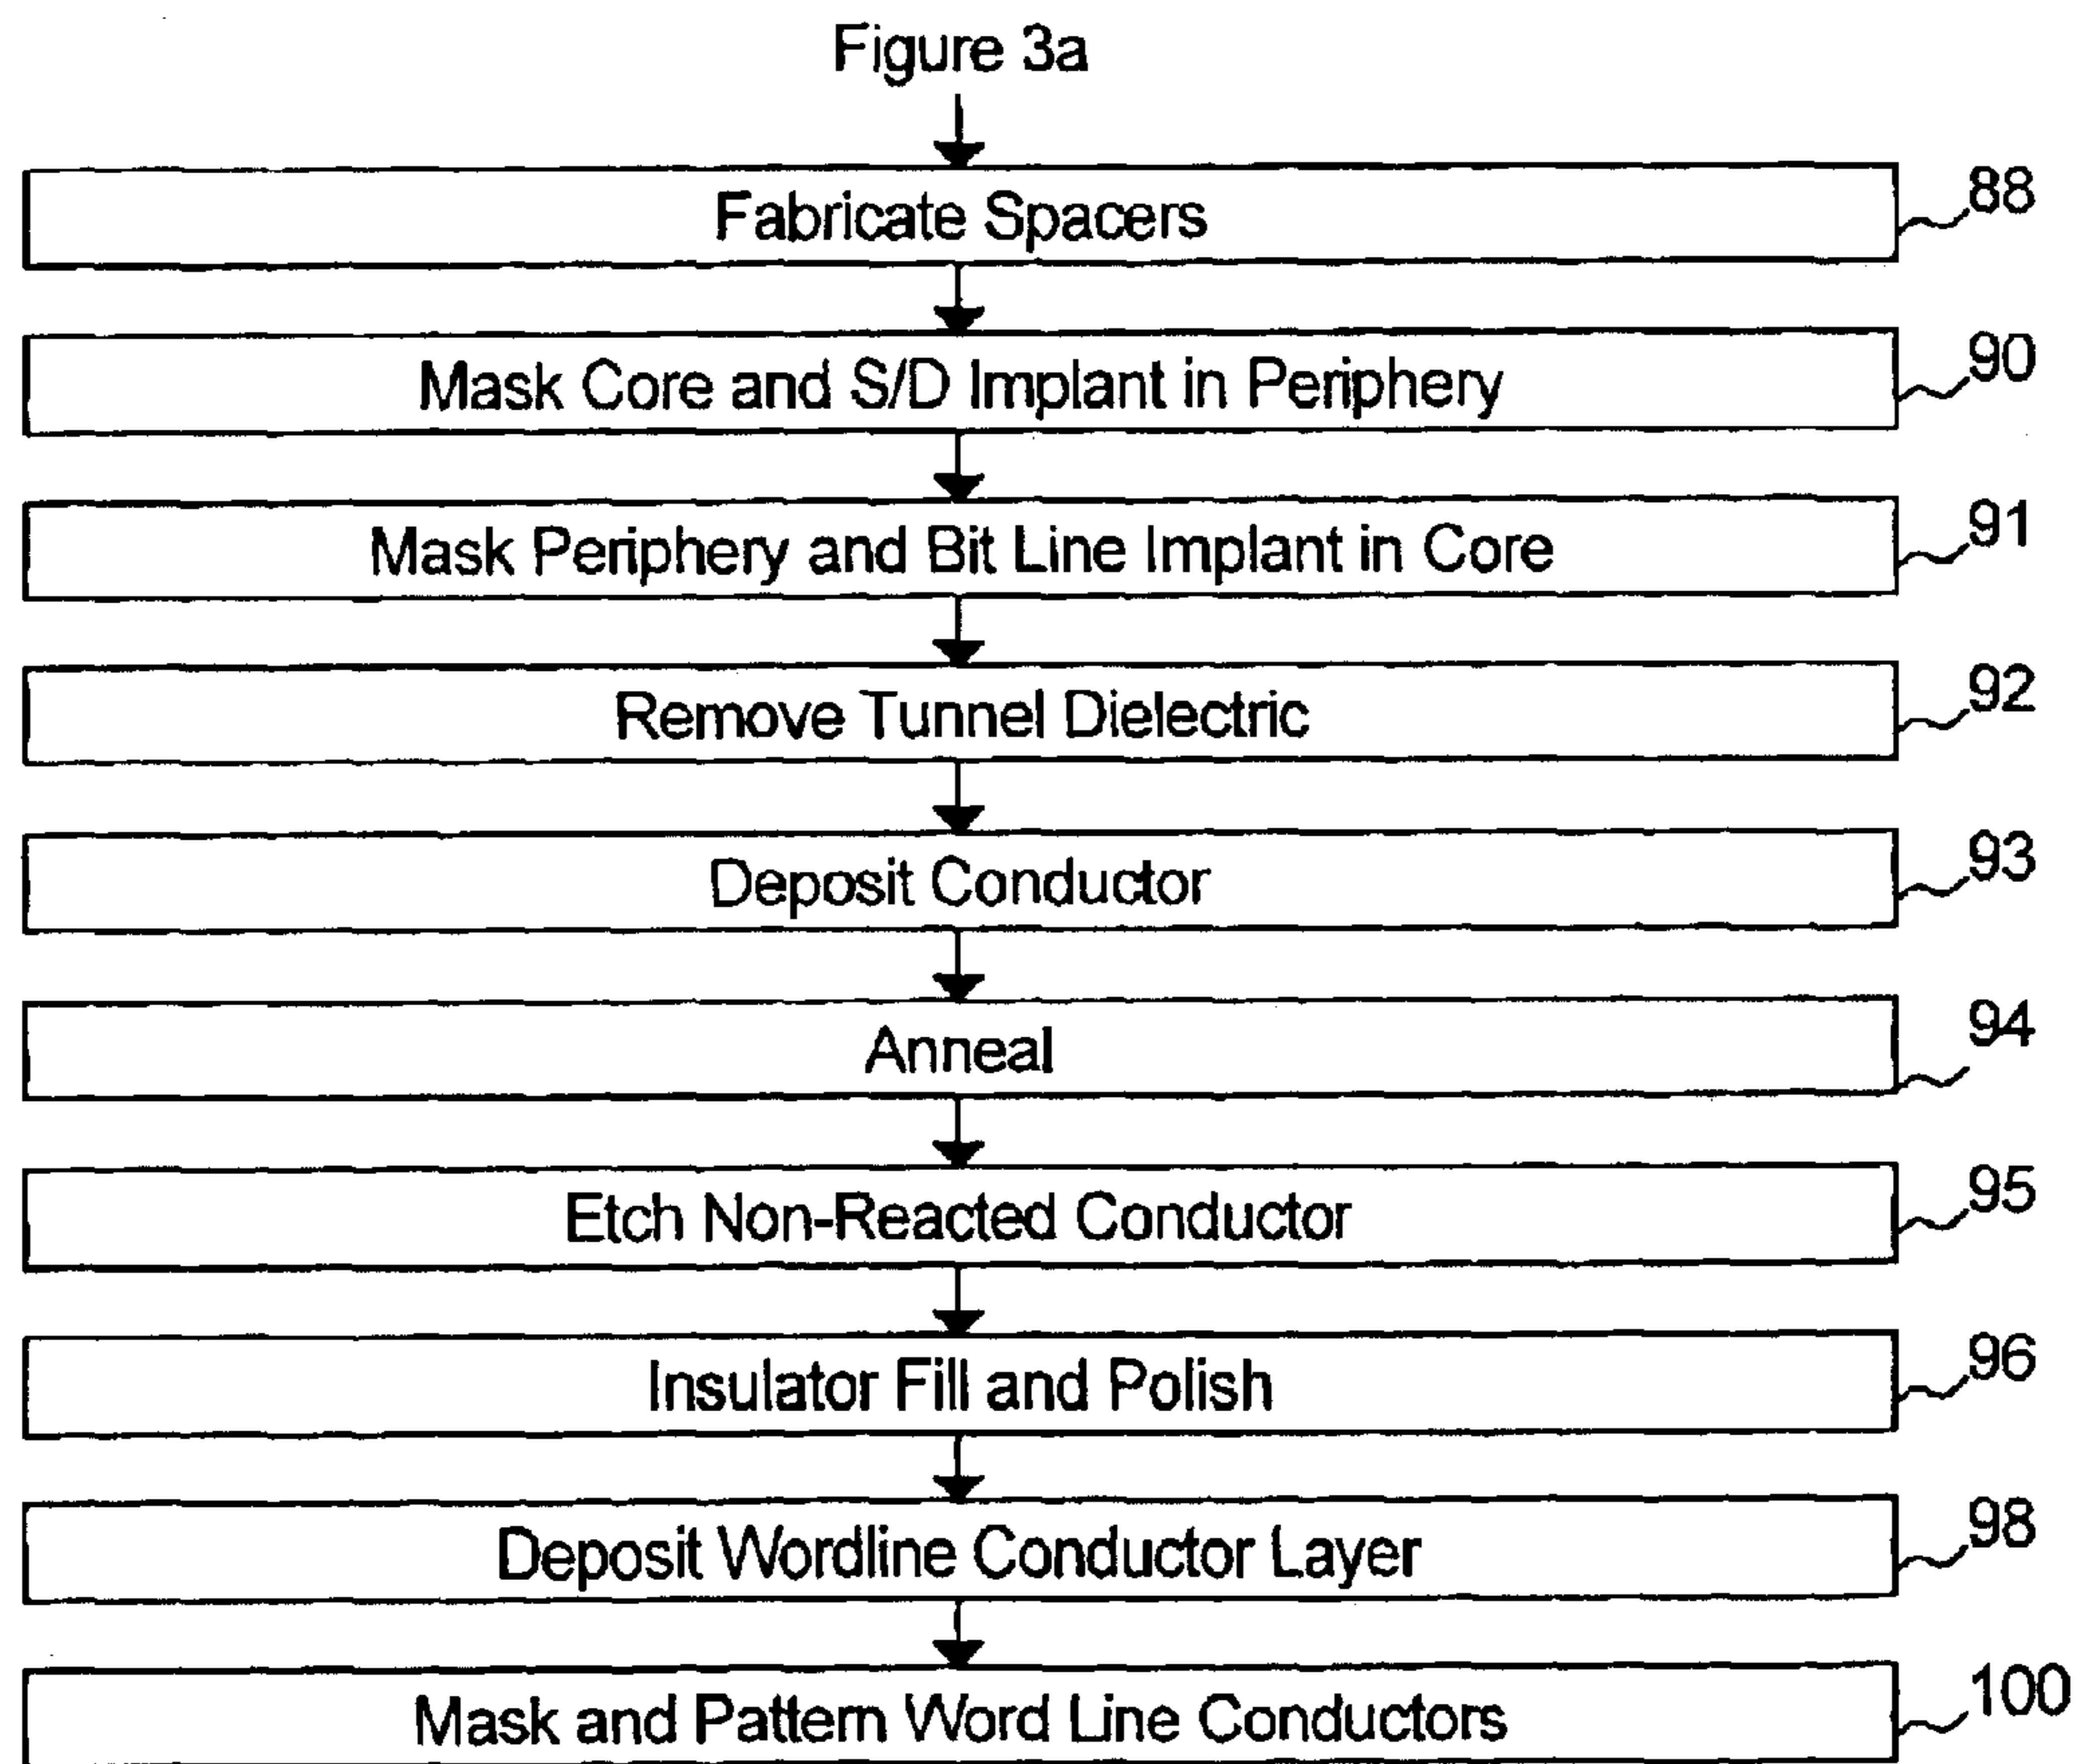 Figure 3a
Fabricate Spacers 88
Mask Core and S/D Implant in Periphery 90
Mask Periphery and Bit Line Implant in Core 91
Remove Tunnel Dielectric 92
Deposit Conductor 93
Anneal 94
Etch Non-Reacted Conductor 95
Insulator Fill and Polish 96
Deposit Wordline Conductor Layer 98
Mask and Pattern Word Line Conductors 100